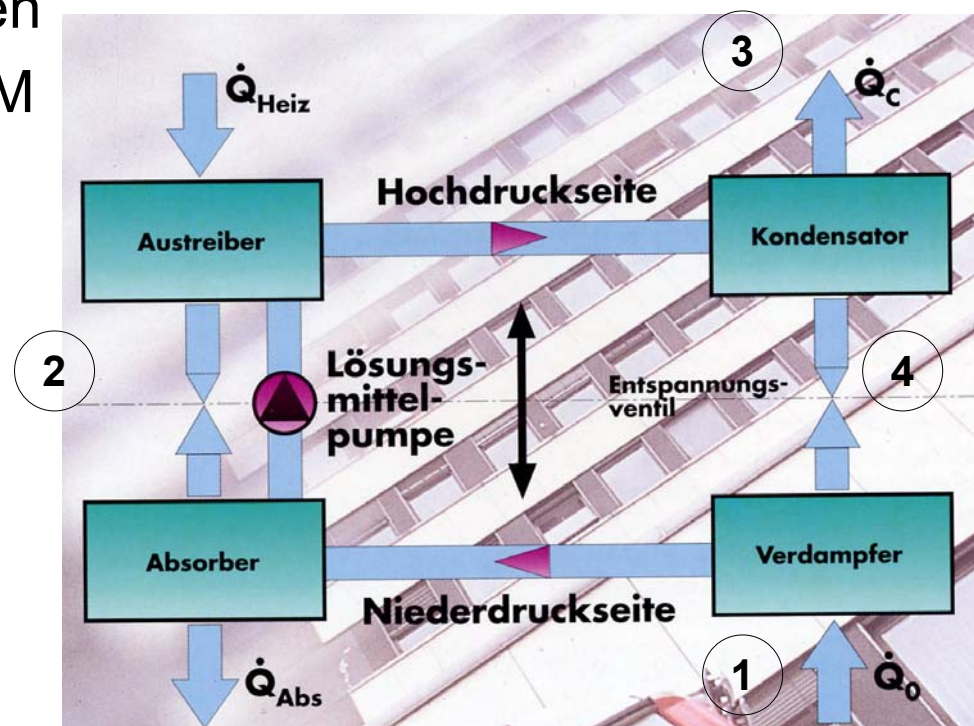 en
M
3
Q̇Heiz
Q̇C
Hochdruckseite
Austreiber
Kondensator
2
Lösungs-
mittel-
pumpe
Entspannungs-
ventil
4
Absorber
Verdampfer
Niederdruckseite
1
Q̇Abs
Q̇0